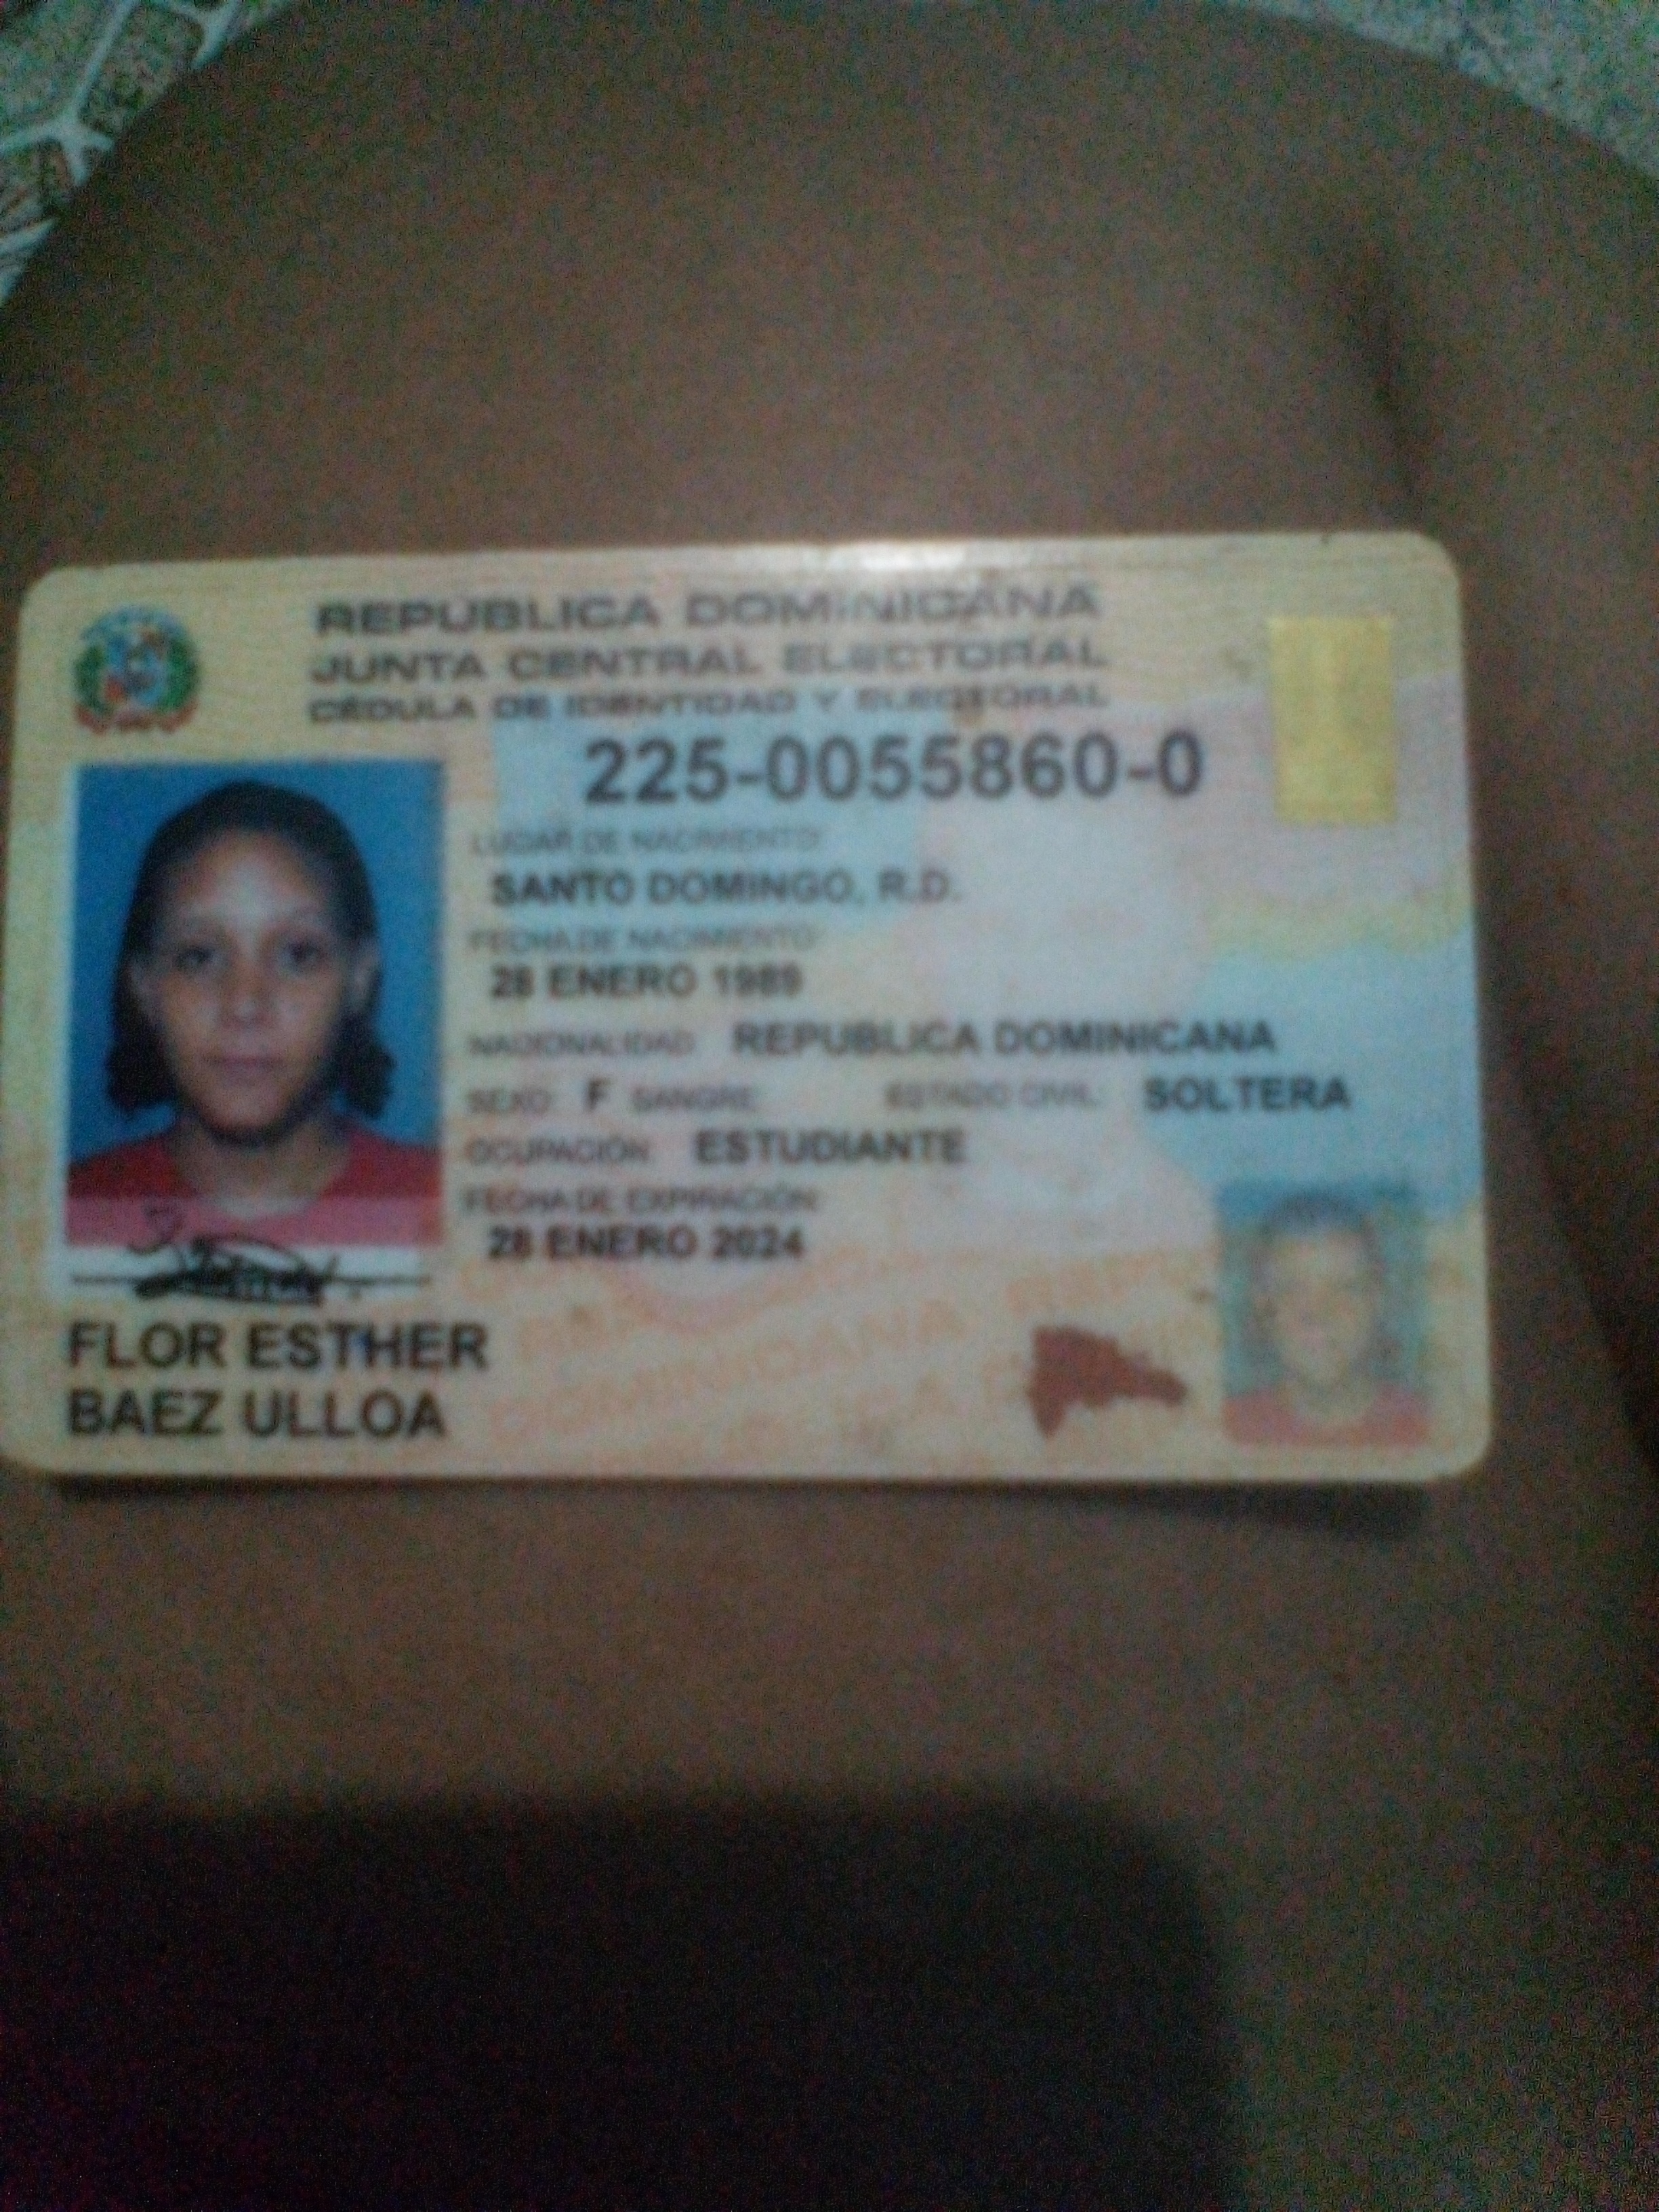 REPÚBLICA DOMINICANA
JUNTA CENTRAL ELECTORAL
CÉDULA DE IDENTIDAD Y ELECTORAL
225-0055860-0
LUGAR DE NACIMIENTO:
SANTO DOMINGO, R.D.
FECHA DE NACIMIENTO:
28 ENERO 1989
NACIONALIDAD: REPUBLICA DOMINICANA
SEXO: F SANGRE: ESTADO CIVIL: SOLTERA
OCUPACIÓN: ESTUDIANTE
FECHA DE EXPIRACIÓN:
28 ENERO 2024
FLOR ESTHER
BAEZ ULLOA